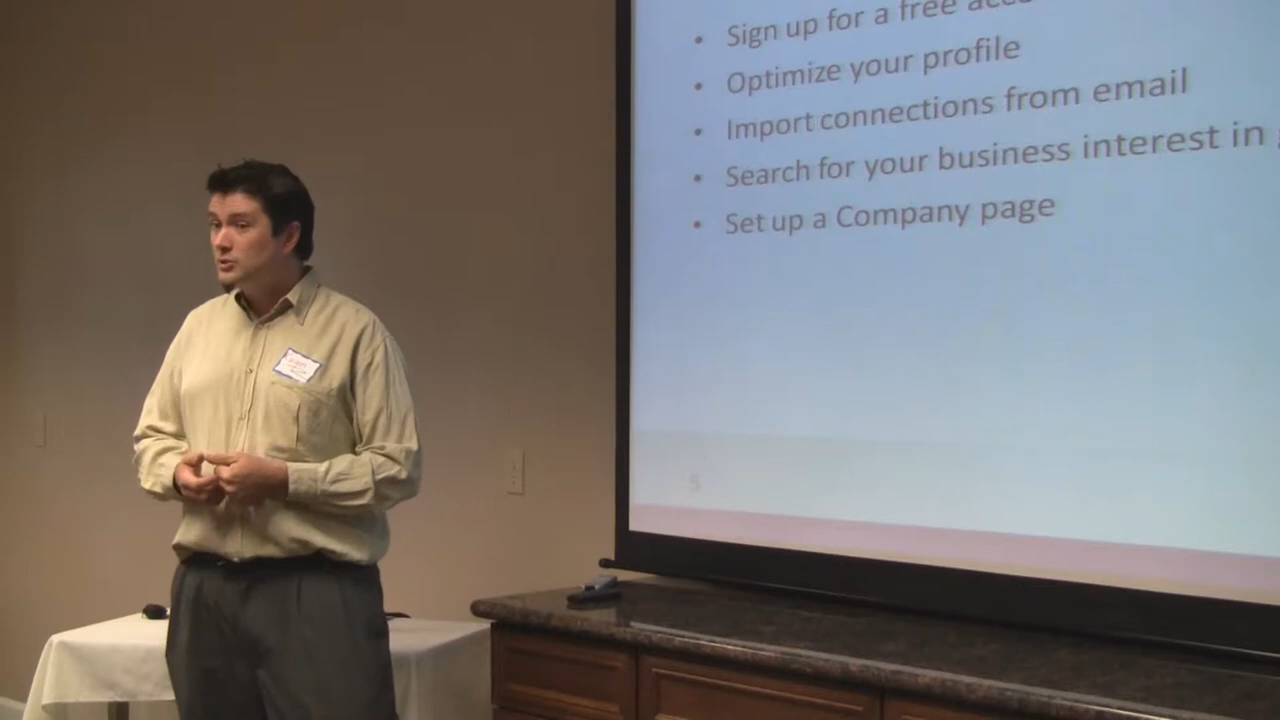 • Sign up for a free
• Optimize your profile
• Import connections from email
• Search for your business interest in
• Set up a Company page
5